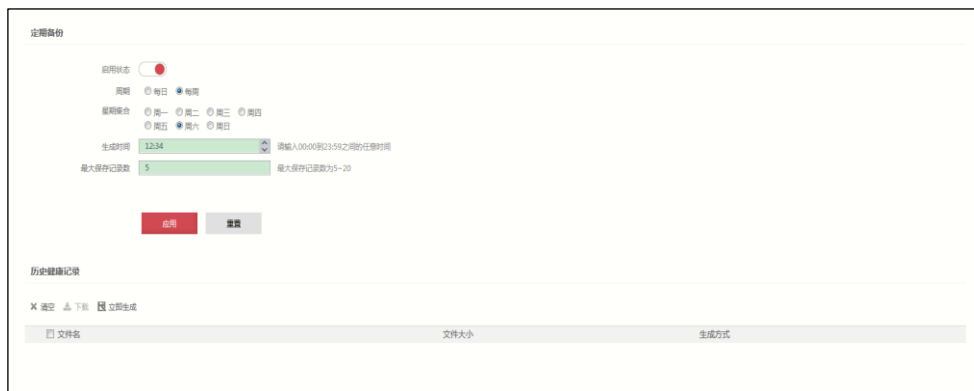 定期备份
启用状态
周期 每日 每周
星期集合 周一 周二 周三 周四
周五 周六 周日
生成时间 12:34 请输入00:00到23:59之间的任意时间
最大保存记录数 5 最大保存记录数为5~20
应用 重置
历史健康记录
清空 下载 立即生成
文件名 文件大小 生成方式